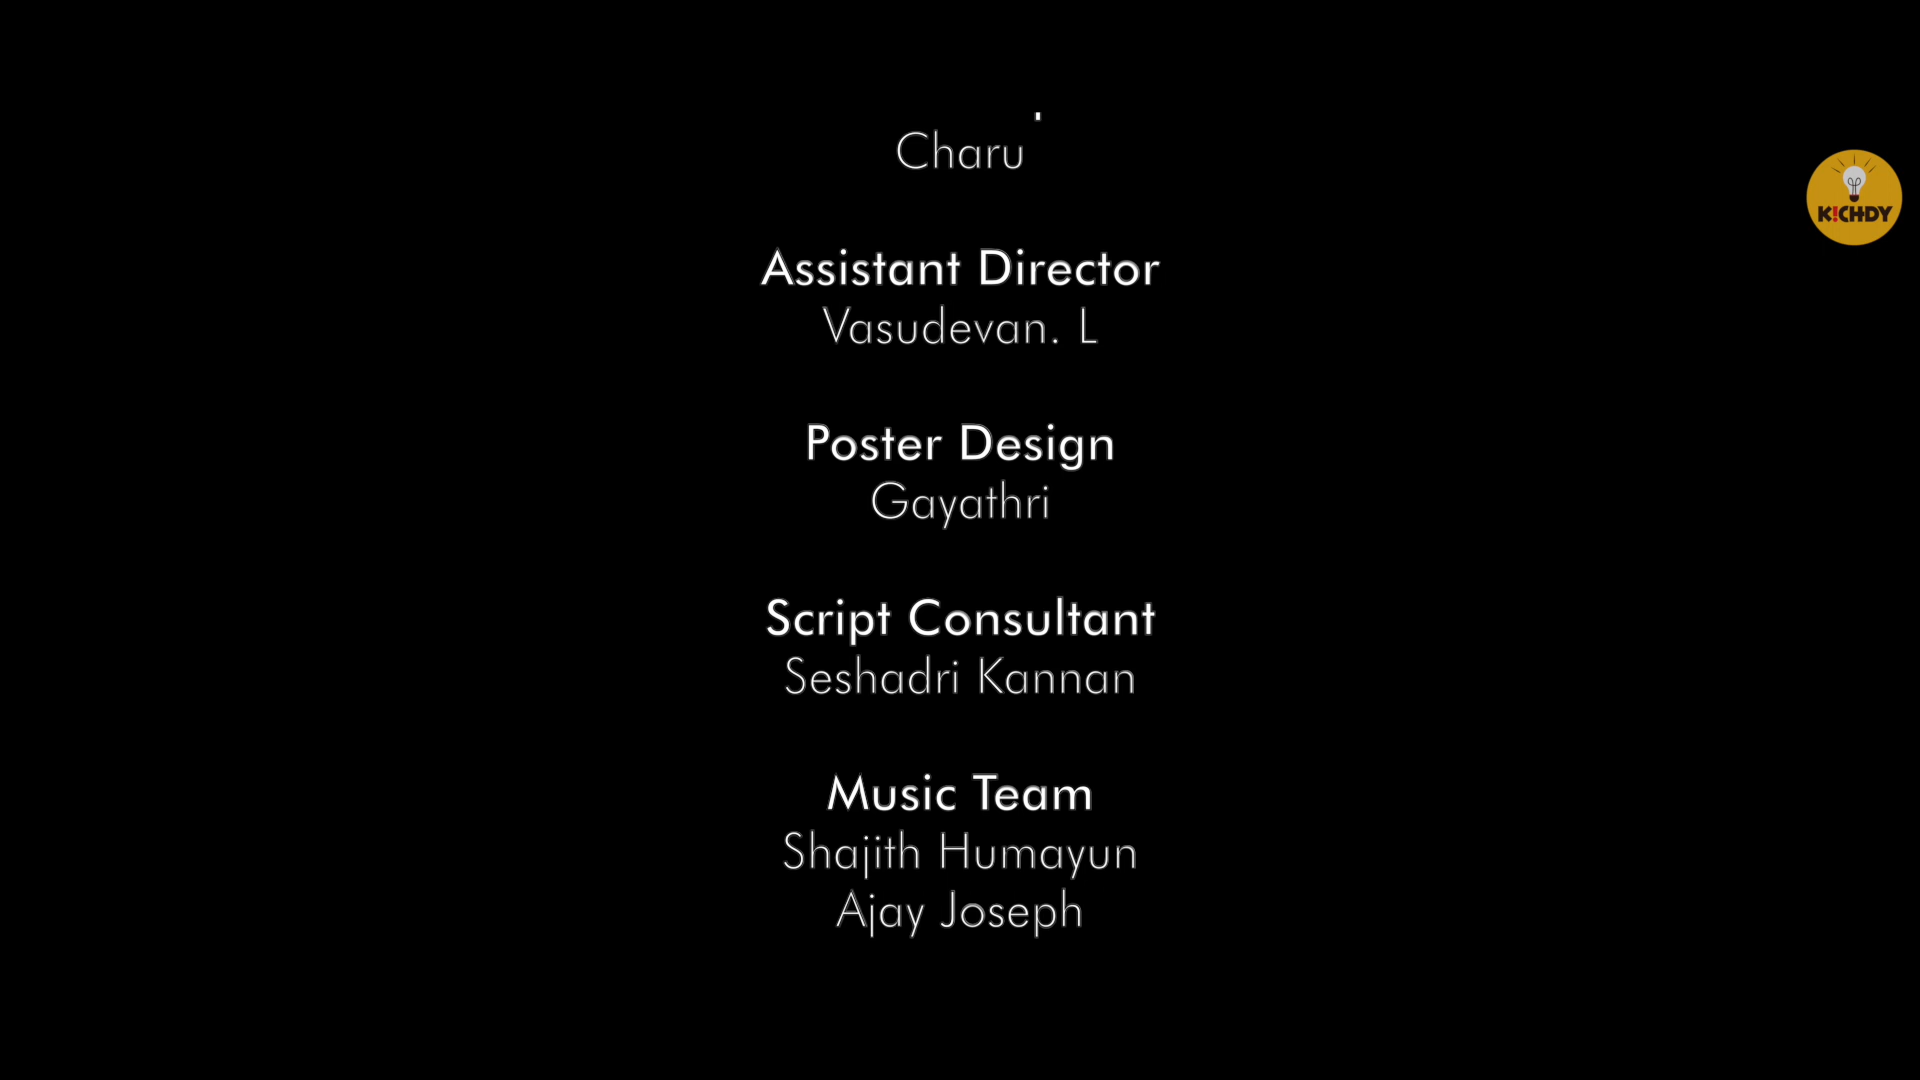 Charu
Assistant Director
Vasudevan. L
Poster Design
Gayathri
Script Consultant
Seshadri Kannan
Music Team
Shajith Humayun
Ajay Joseph
K!CHDY